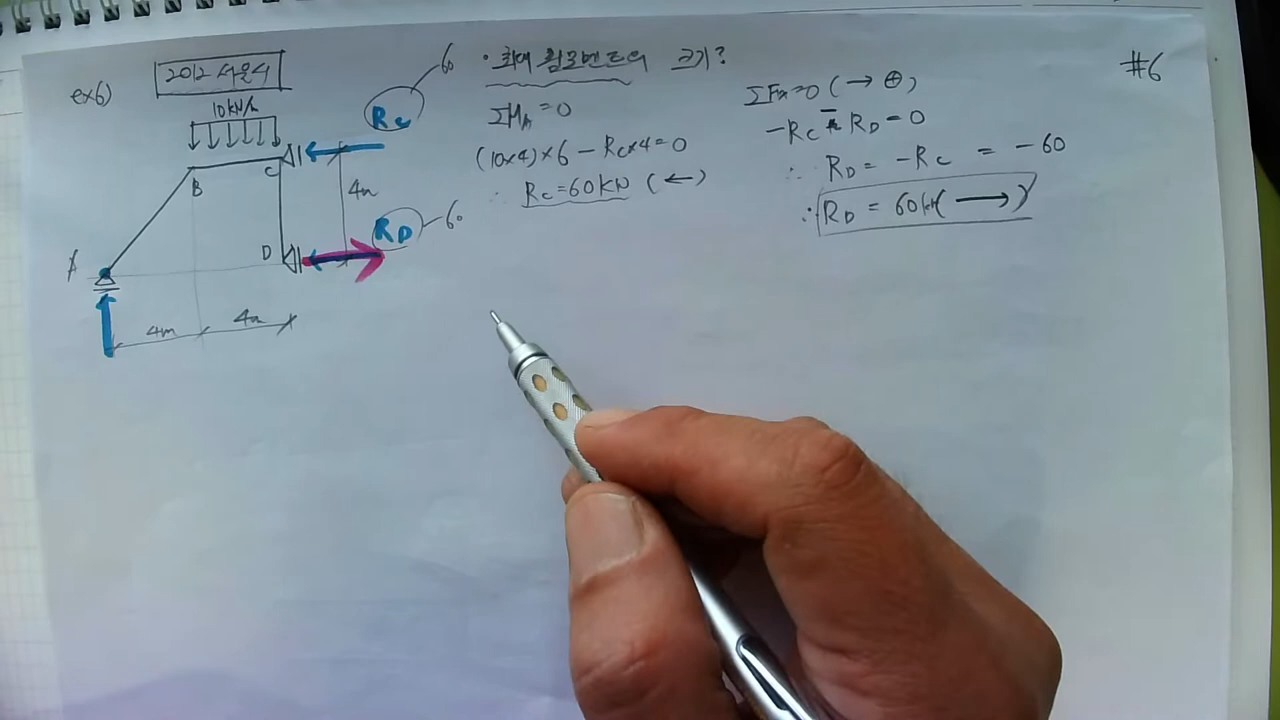 ex6)
2012 서울시
10kN/m
B
C
A
D
4m
4m
4m
Rc
60
RD
60
· 최대 휨모멘트의 크기?
ΣMA = 0
(10×4)×6 - Rc×4=0
∴ Rc=60kN (←)
ΣFx=0 (→ ⊕)
-Rc - RD = 0
∴ RD = -Rc = -60
∴ RD = 60kN(→)
#6